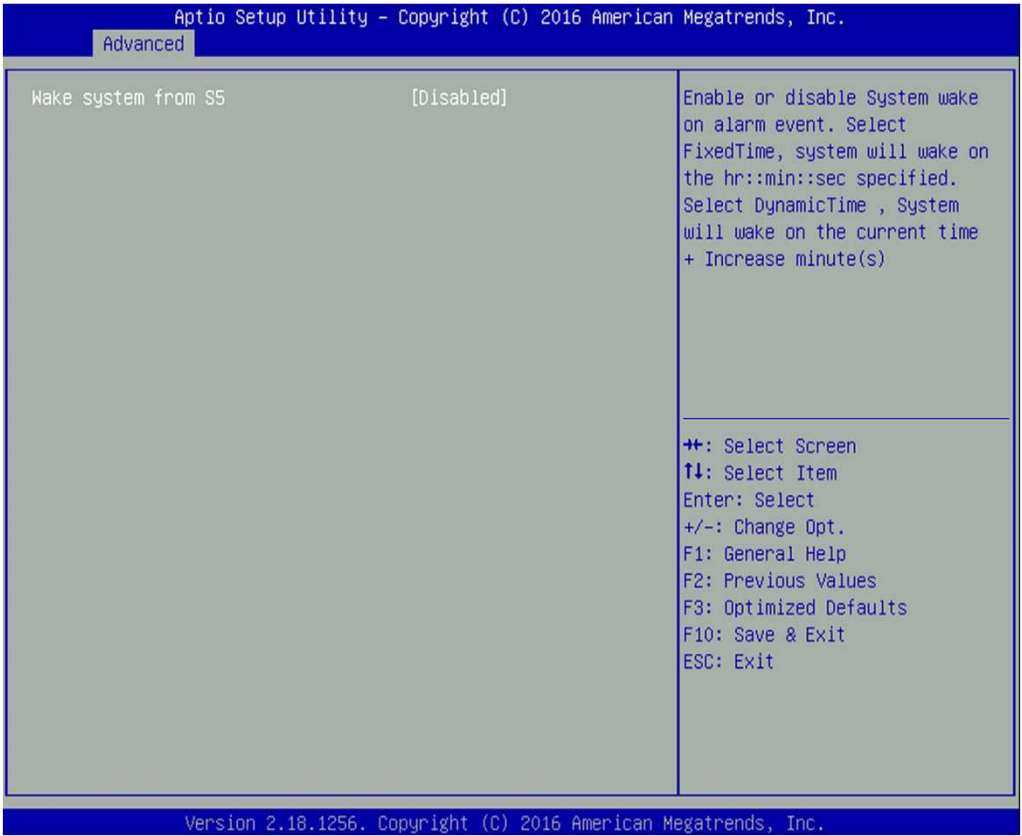 Aptio Setup Utility – Copyright (C) 2016 American Megatrends, Inc.
Advanced
Wake system from S5 [Disabled]
Enable or disable System wake
on alarm event. Select
FixedTime, system will wake on
the hr::min::sec specified.
Select DynamicTime , System
will wake on the current time
+ Increase minute(s)
→←: Select Screen
↑↓: Select Item
Enter: Select
+/-: Change Opt.
F1: General Help
F2: Previous Values
F3: Optimized Defaults
F10: Save & Exit
ESC: Exit
Version 2.18.1256. Copyright (C) 2016 American Megatrends, Inc.